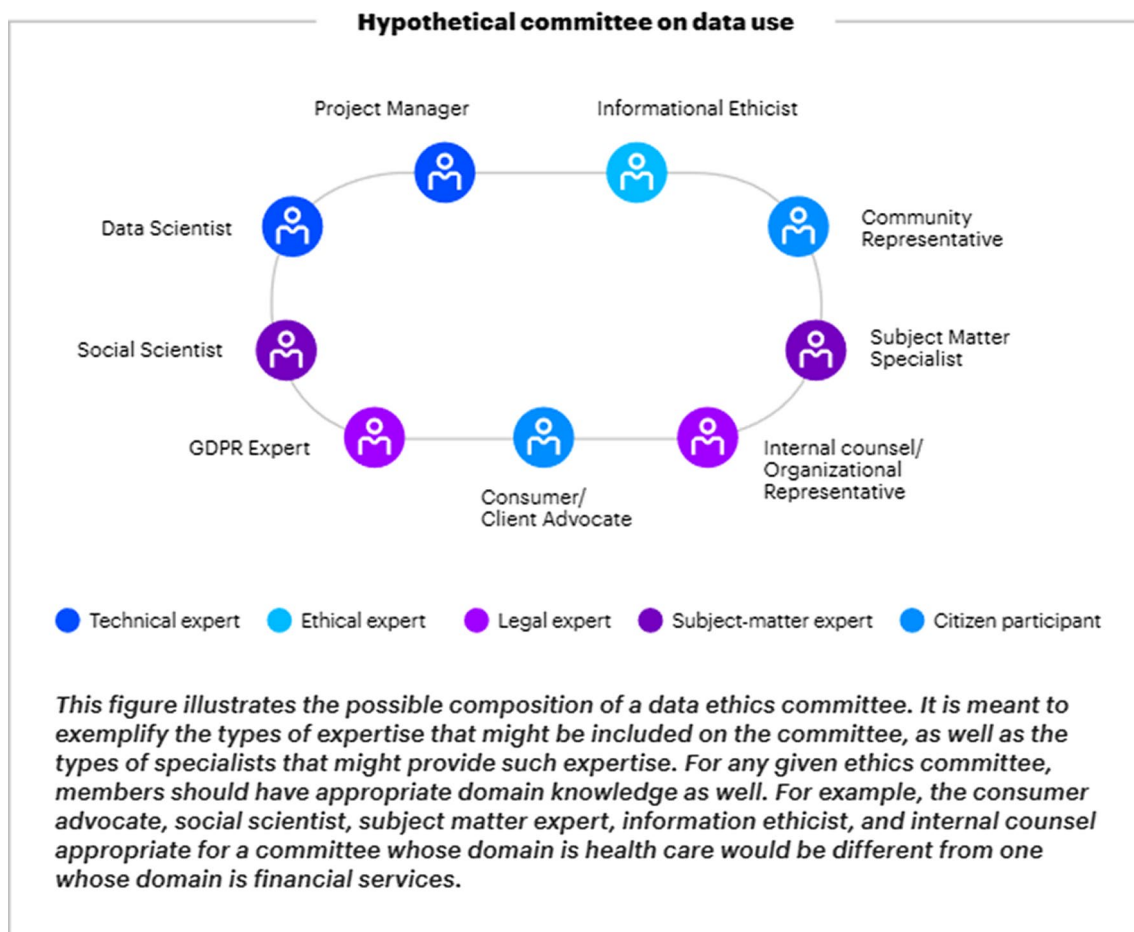 Hypothetical committee on data use
Project Manager
Informational Ethicist
Data Scientist
Community
Representative
Social Scientist
Subject Matter
Specialist
GDPR Expert
Consumer/
Client Advocate
Internal counsel/
Organizational
Representative
Technical expert
Ethical expert
Legal expert
Subject-matter expert
Citizen participant
This figure illustrates the possible composition of a data ethics committee. It is meant to
exemplify the types of expertise that might be included on the committee, as well as the
types of specialists that might provide such expertise. For any given ethics committee,
members should have appropriate domain knowledge as well. For example, the consumer
advocate, social scientist, subject matter expert, information ethicist, and internal counsel
appropriate for a committee whose domain is health care would be different from one
whose domain is financial services.